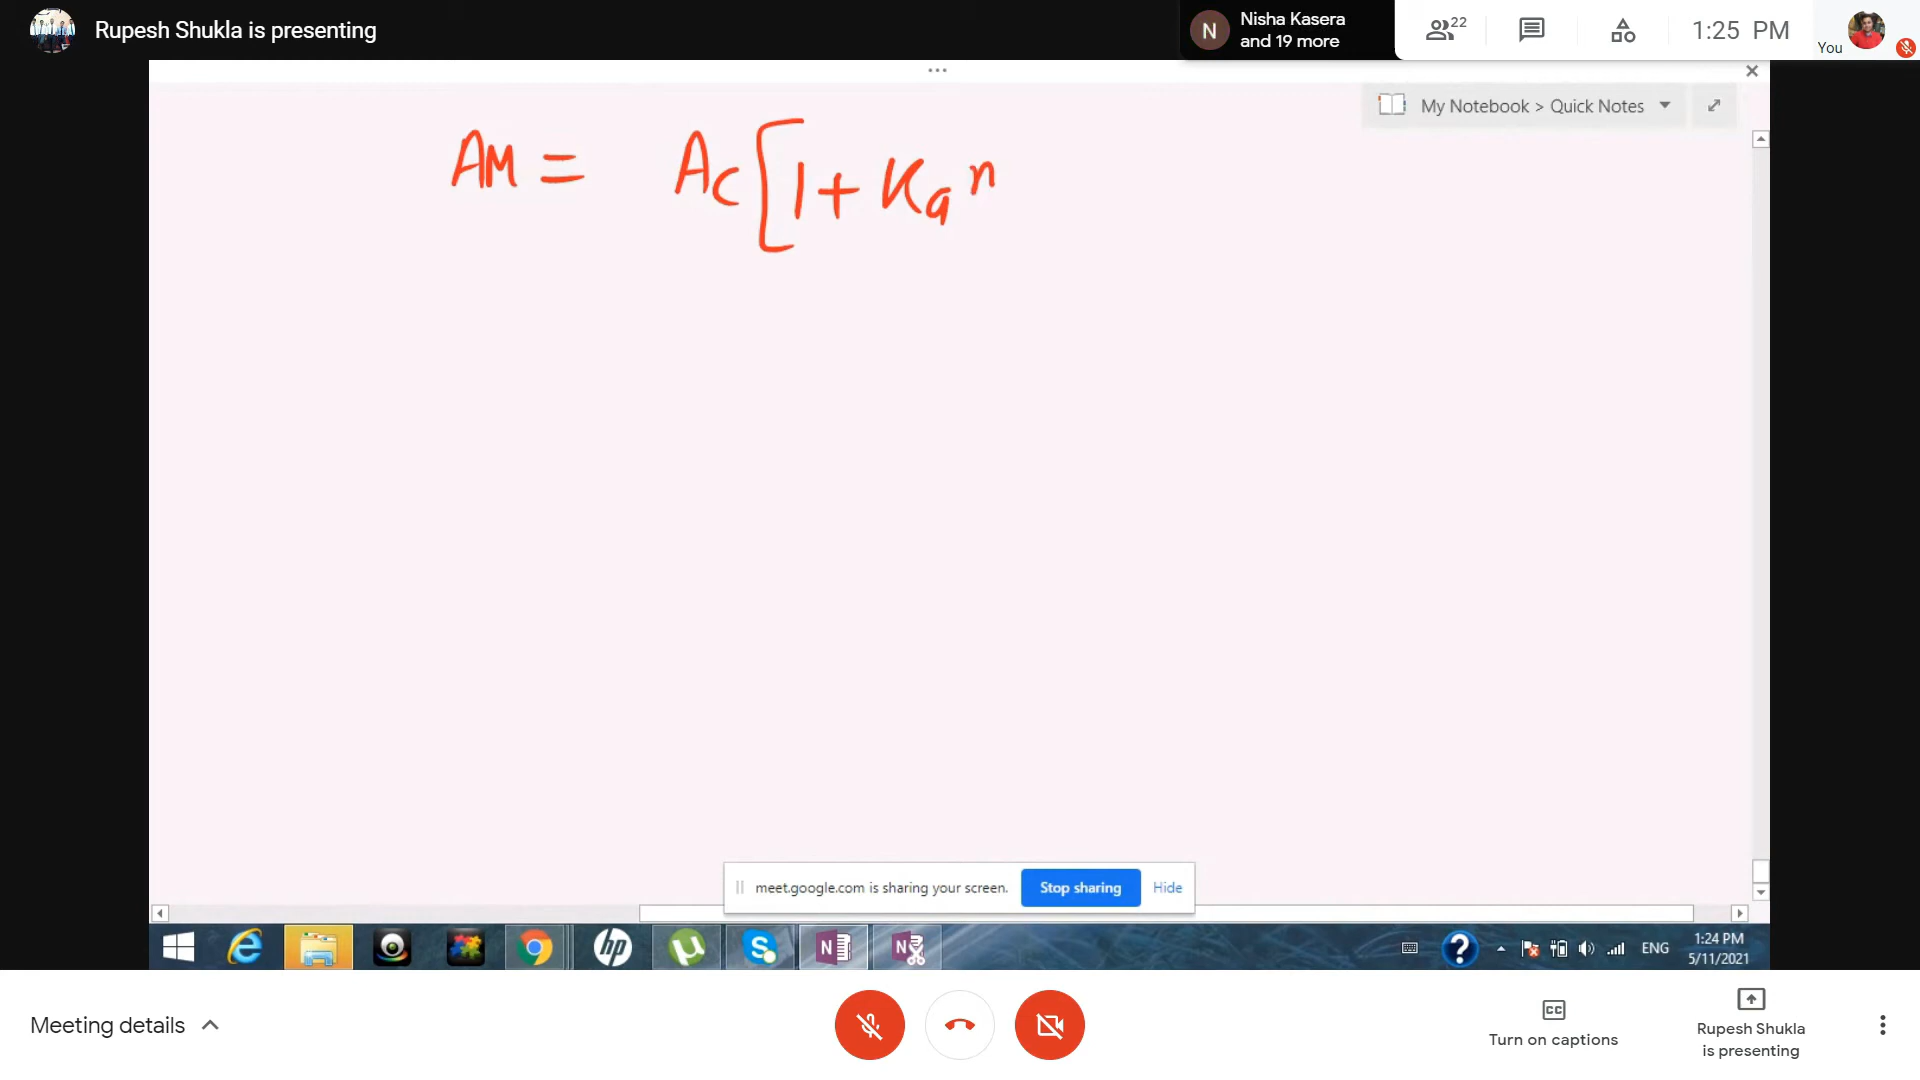 Rupesh Shukla is presenting
N
Nisha Kasera
and 19 more
22
1:25 PM
You
My Notebook > Quick Notes
AM = Ac[1+Kan
meet.google.com is sharing your screen.
Stop sharing
Hide
hp
ENG
1:24 PM
5/11/2021
Meeting details
CC
Turn on captions
Rupesh Shukla
is presenting